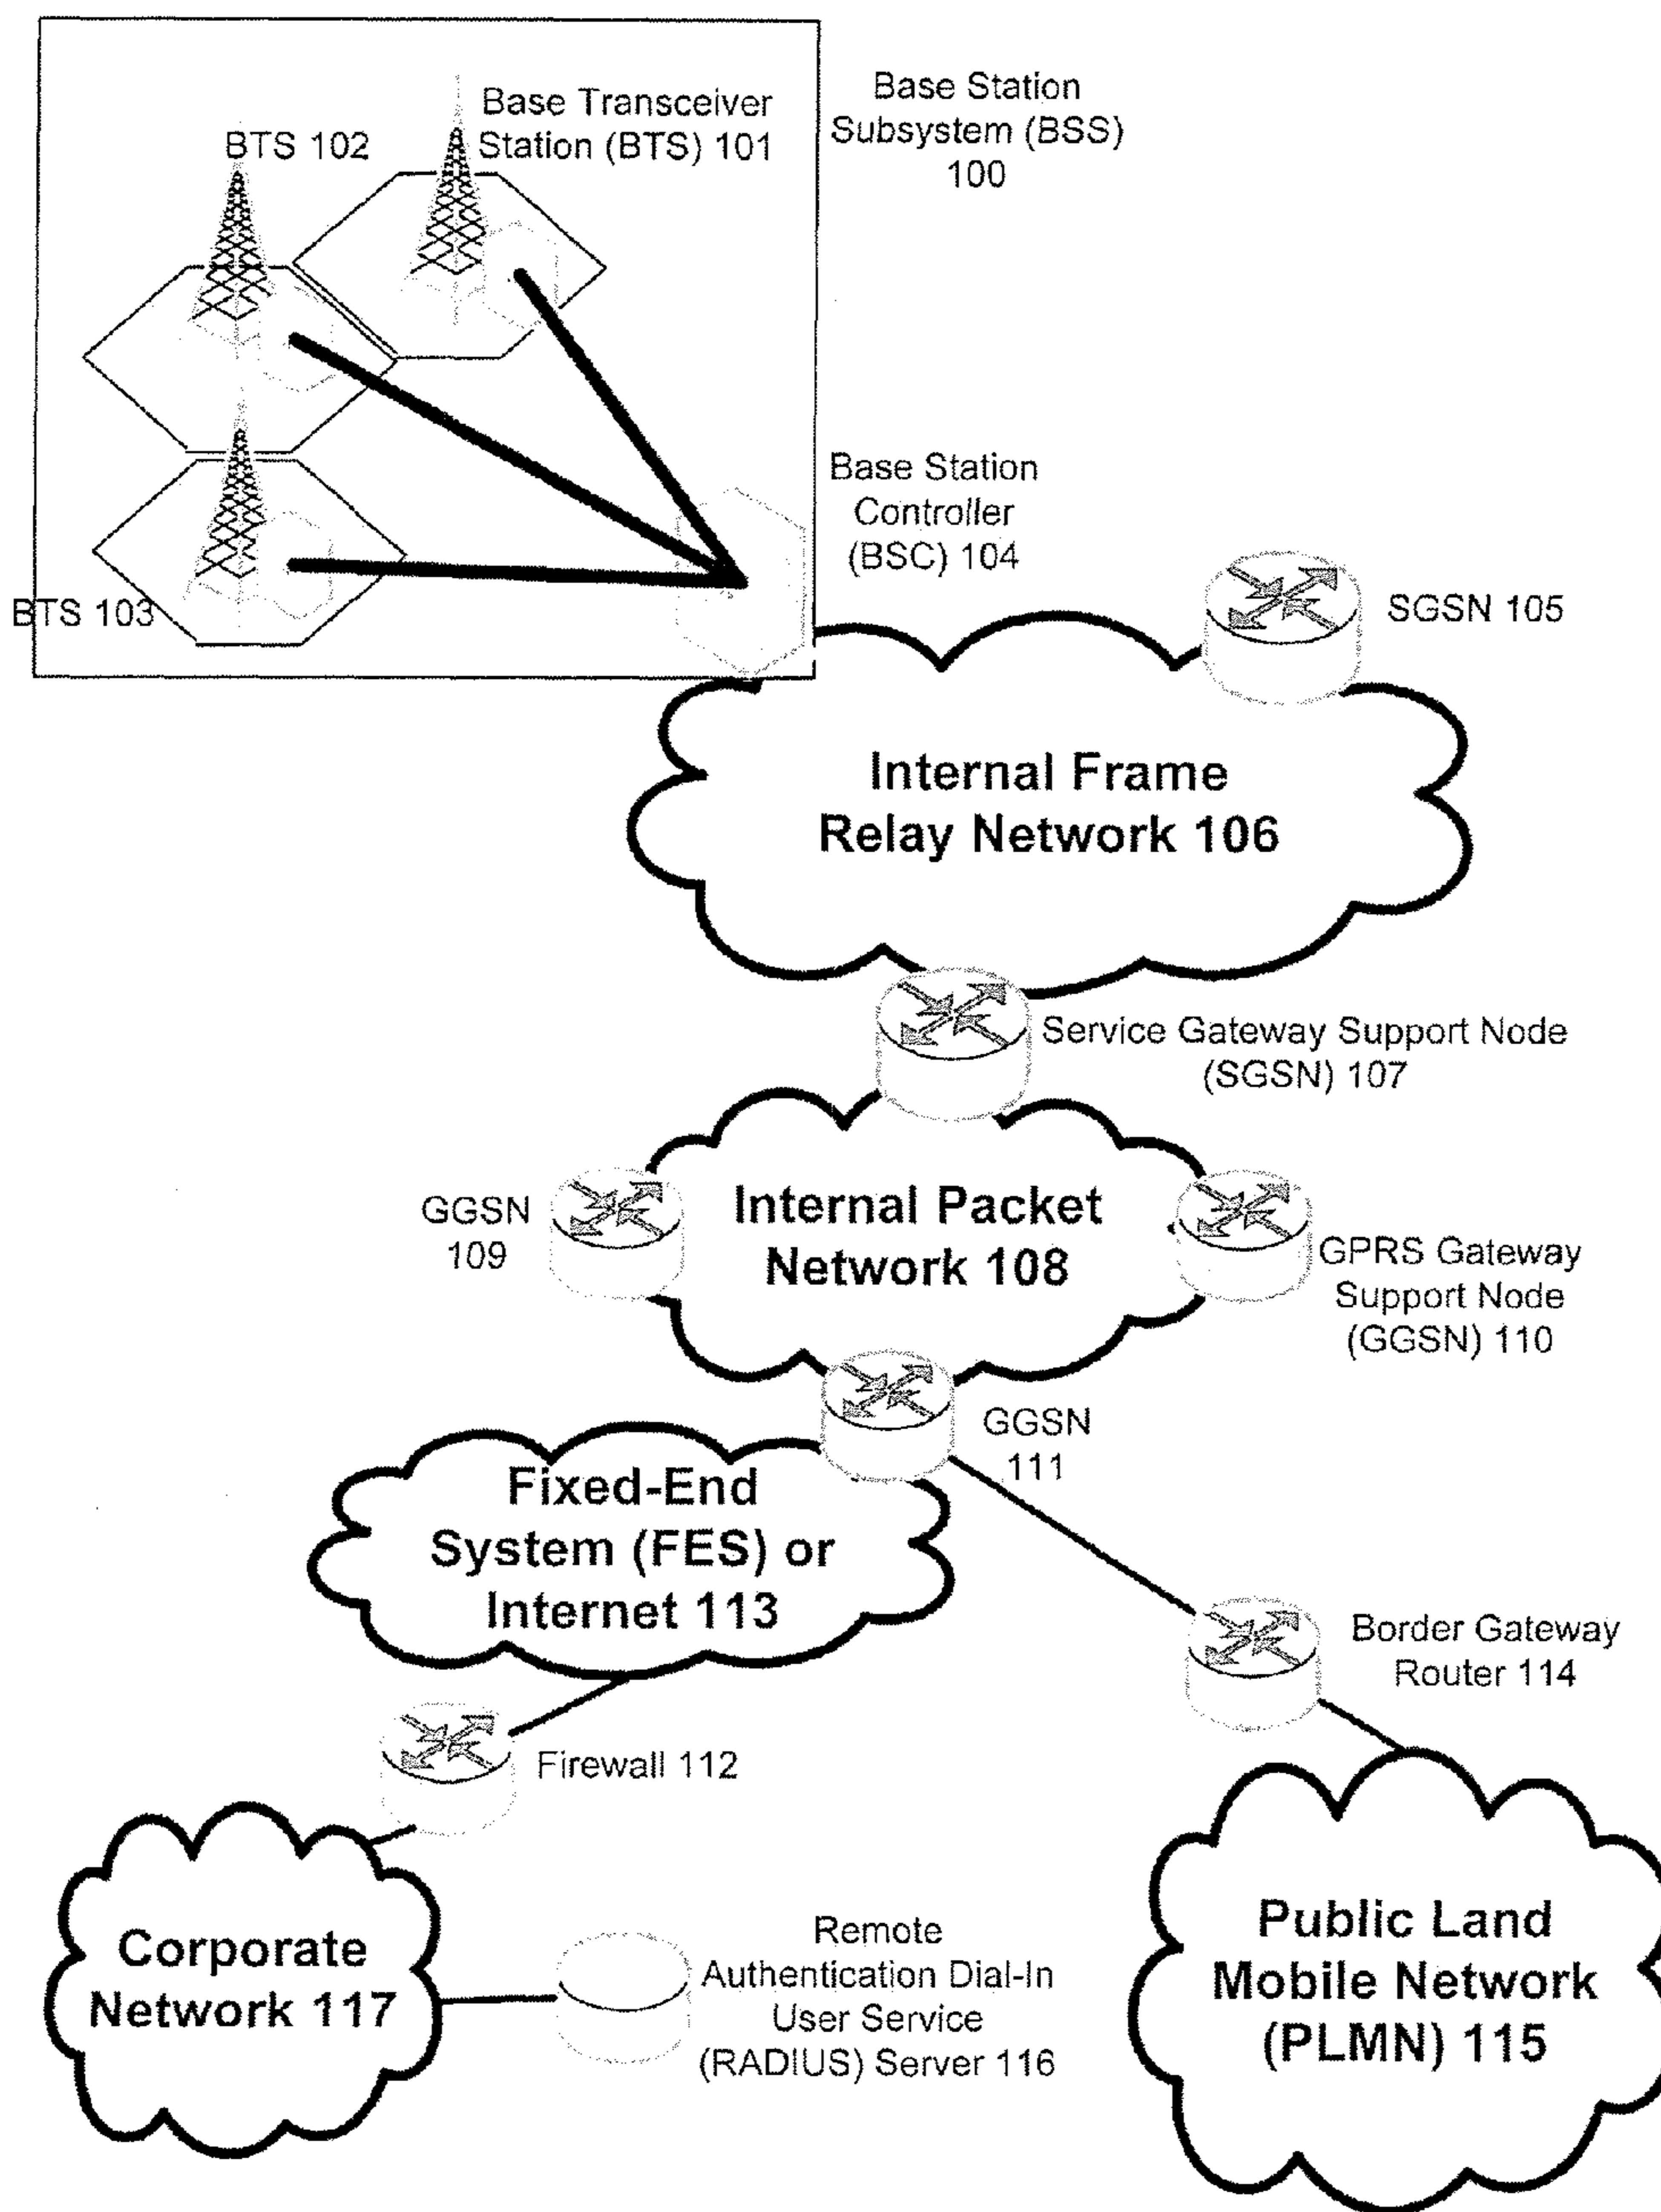 Base Transceiver
Station (BTS) 101
BTS 102
Base Station
Subsystem (BSS)
100
Base Station
Controller
(BSC) 104
BTS 103
SGSN 105
Internal Frame
Relay Network 106
Service Gateway Support Node
(SGSN) 107
GGSN
109
Internal Packet
Network 108
GPRS Gateway
Support Node
(GGSN) 110
GGSN
111
Fixed-End
System (FES) or
Internet 113
Border Gateway
Router 114
Firewall 112
Corporate
Network 117
Remote
Authentication Dial-In
User Service
(RADIUS) Server 116
Public Land
Mobile Network
(PLMN) 115